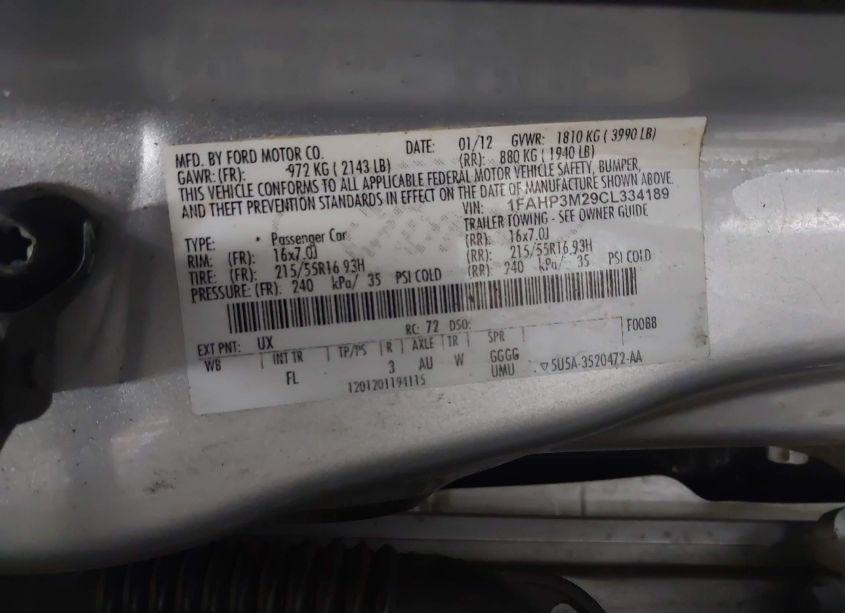 MFD. BY FORD MOTOR CO. DATE: 01/12 GVWR: 1810 KG ( 3990 LB)
GAWR: (FR): 972 KG ( 2143 LB) (RR): 880 KG ( 1940 LB)
THIS VEHICLE CONFORMS TO ALL APPLICABLE FEDERAL MOTOR VEHICLE SAFETY, BUMPER,
AND THEFT PREVENTION STANDARDS IN EFFECT ON THE DATE OF MANUFACTURE SHOWN ABOVE.
VIN: 1FAHP3M29CL334189
TYPE: Passenger Car TRAILER TOWING - SEE OWNER GUIDE
RIM: (FR): 16x7.0J (RR): 16x7.0J
TIRE: (FR): 215/55R16 93H (RR): 215/55R16 93H
PRESSURE: (FR): 240 kPa/ 35 PSI COLD (RR): 240 kPa/ 35 PSI COLD
EXT PNT: UX RC: 72 DSO: F00B8
WB INT TR TP/PS R AXLE TR SPR
FL 3 AU W GGGG
UMU ▽5U5A-3520472-AA
1201201194115